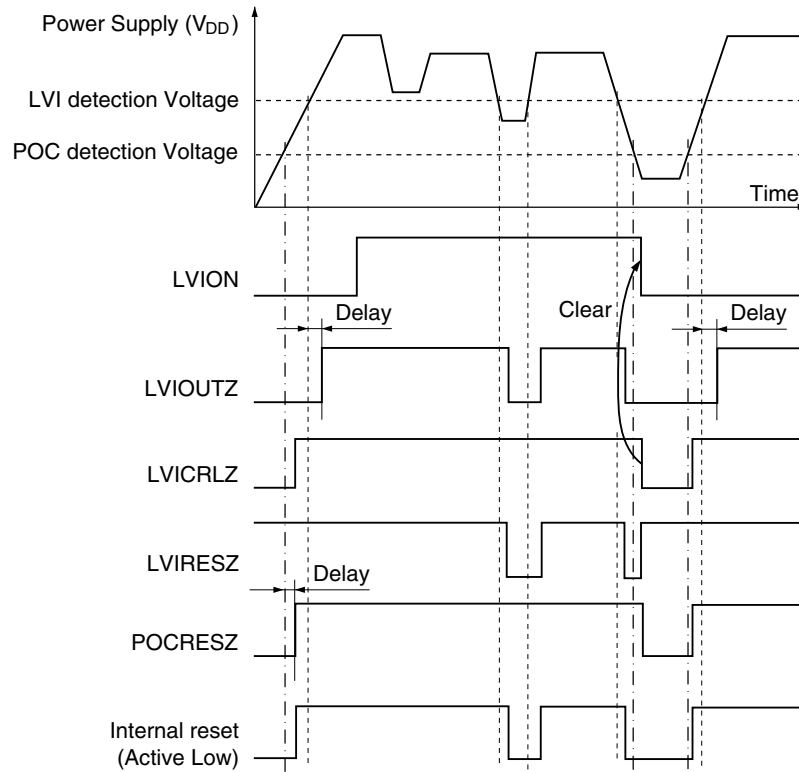 Power Supply (VDD)
LVI detection Voltage
POC detection Voltage
Time
LVION
Delay
Clear
Delay
LVIOUTZ
LVICRLZ
LVIRESZ
Delay
POCRESZ
Internal reset
(Active Low)